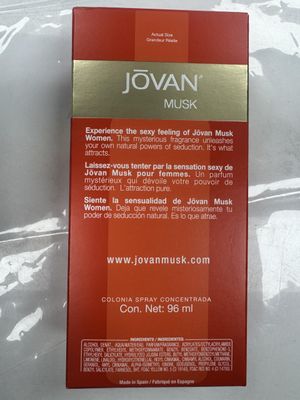 Actual Size
Grandeur Réelle
JŌVAN
MUSK
Experience the sexy feeling of Jōvan Musk
Women. This mysterious fragrance unleashes
your own natural powers of seduction. It's what
attracts.
Laissez-vous tenter par la sensation sexy de
Jōvan Musk pour femmes. Un parfum
mystérieux qui dévoile votre pouvoir de
séduction. L'attraction pure.
Siente la sensualidad de Jōvan Musk
Women. Deja que revele misteriosamente tu
poder de seducción natural. Es lo que atrae.
www.jovanmusk.com
COLONIA SPRAY CONCENTRADA
Con. Net: 96 ml
INGREDIENTS / INGRÉDIENTS
Made in Spain / Fabriqué en Espagne